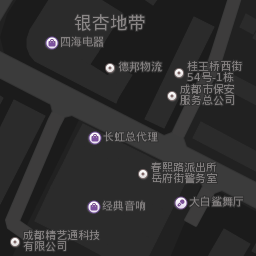 银杏地带
四海电器
德邦物流
桂王桥西街
54号-1栋
成都市保安
服务总公司
长虹总代理
春熙路派出所
岳府街警务室
经典音响
大白鲨舞厅
成都精艺通科技
有限公司